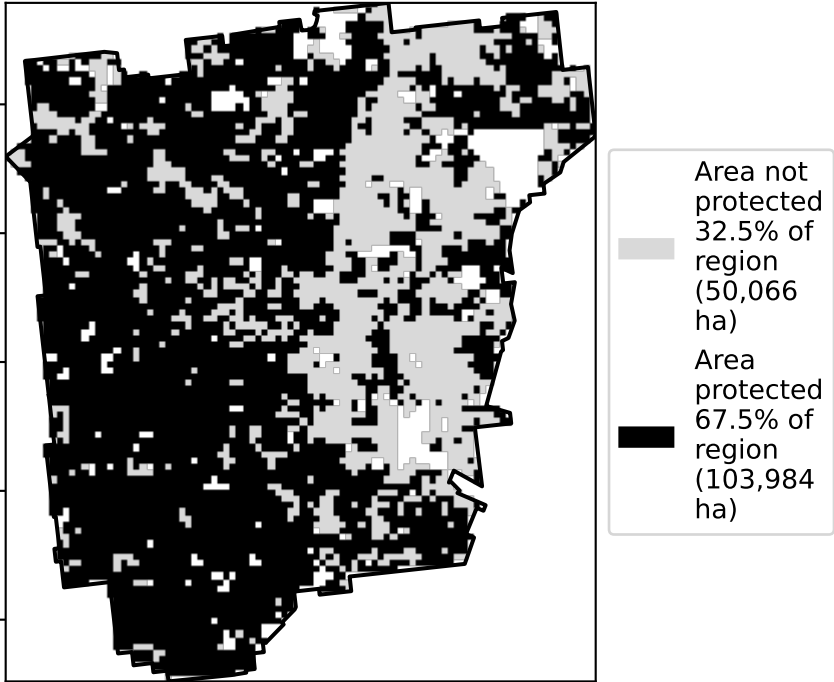 Area not
protected
32.5% of
region
(50,066
ha)
Area
protected
67.5% of
region
(103,984
ha)